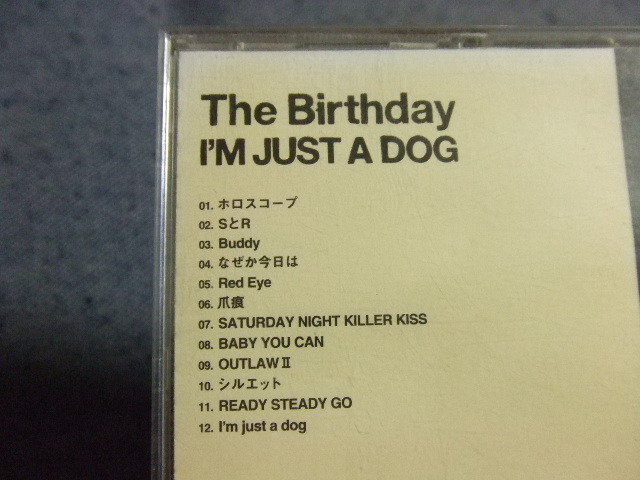 The Birthday
I'M JUST A DOG
01. ホロスコープ
02. SとR
03. Buddy
04. なぜか今日は
05. Red Eye
06. 爪痕
07. SATURDAY NIGHT KILLER KISS
08. BABY YOU CAN
09. OUTLAW II
10. シルエット
11. READY STEADY GO
12. I'm just a dog